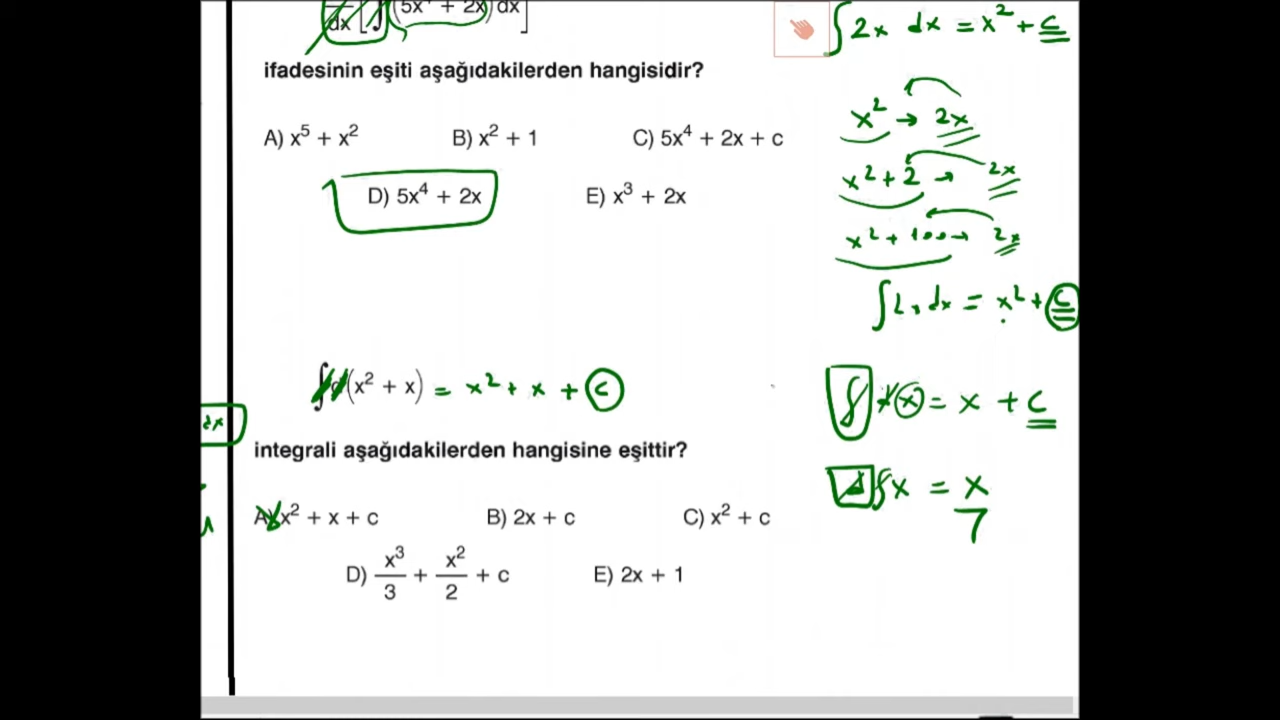 dx [∫ (5x⁴ + 2x) dx]
ifadesinin eşiti aşağıdakilerden hangisidir?
A) x⁵ + x²
B) x² + 1
C) 5x⁴ + 2x + c
D) 5x⁴ + 2x
E) x³ + 2x
∫d(x² + x) = x² + x + c
integrali aşağıdakilerden hangisine eşittir?
A) x² + x + c
B) 2x + c
C) x² + c
D) x³/3 + x²/2 + c
E) 2x + 1
dx
∫2x dx = x² + c
x² → 2x
x² + 2 → 2x
x² + 100 → 2x
∫2x dx = x² + c
∫d(x) = x + c
d∫x = x